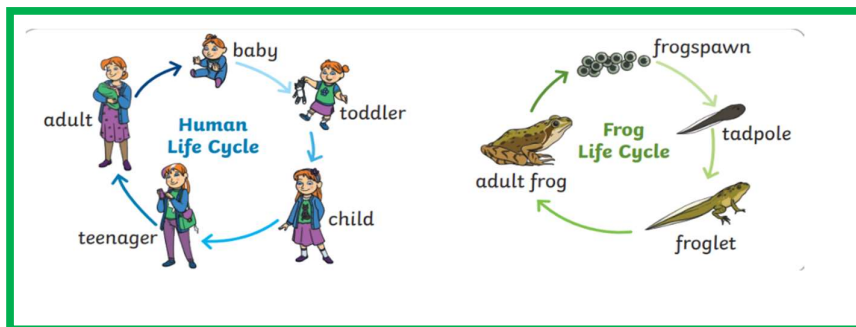 baby
toddler
child
teenager
adult
Human
Life Cycle
frogspawn
tadpole
froglet
adult frog
Frog
Life Cycle